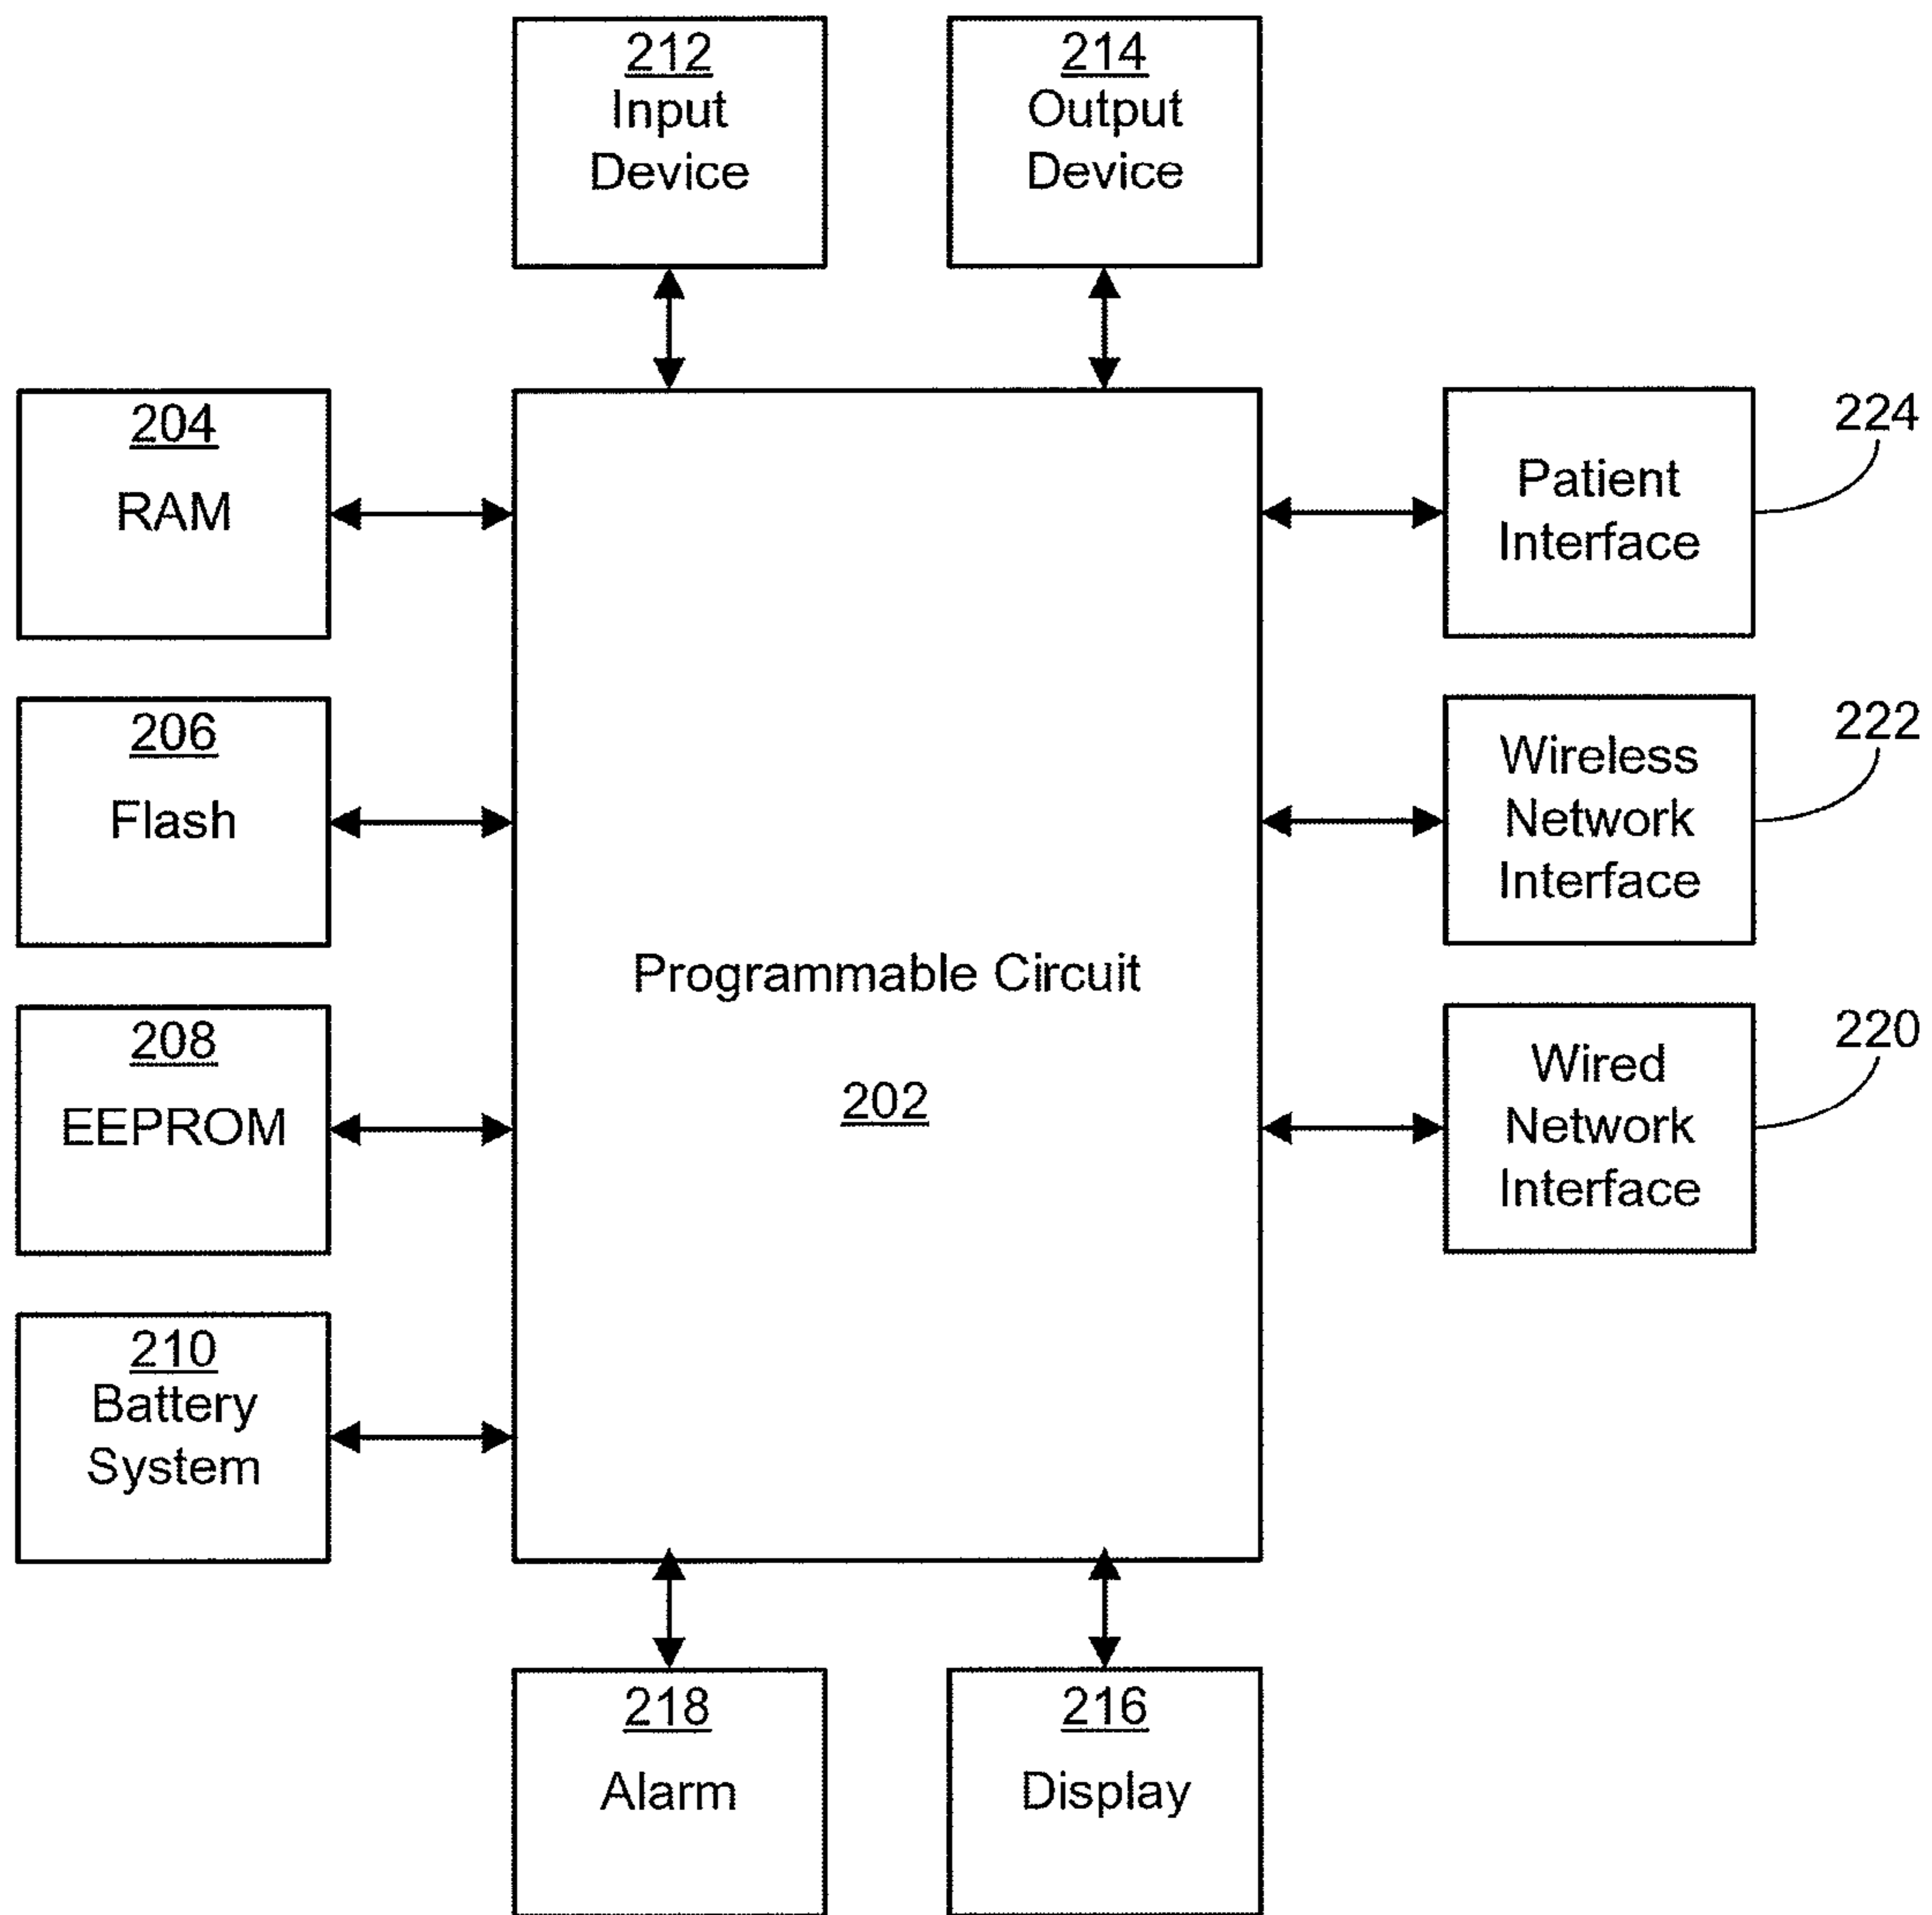 212
Input
Device
214
Output
Device
204
RAM
206
Flash
208
EEPROM
210
Battery
System
Programmable Circuit
202
Patient
Interface
224
Wireless
Network
Interface
222
Wired
Network
Interface
220
218
Alarm
216
Display